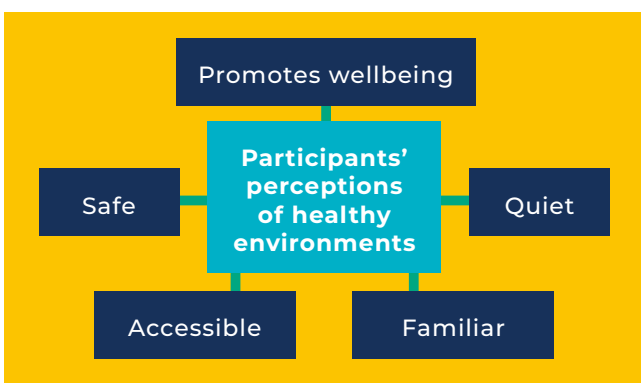 Promotes wellbeing
Participants’
perceptions
of healthy
environments
Safe
Quiet
Accessible
Familiar